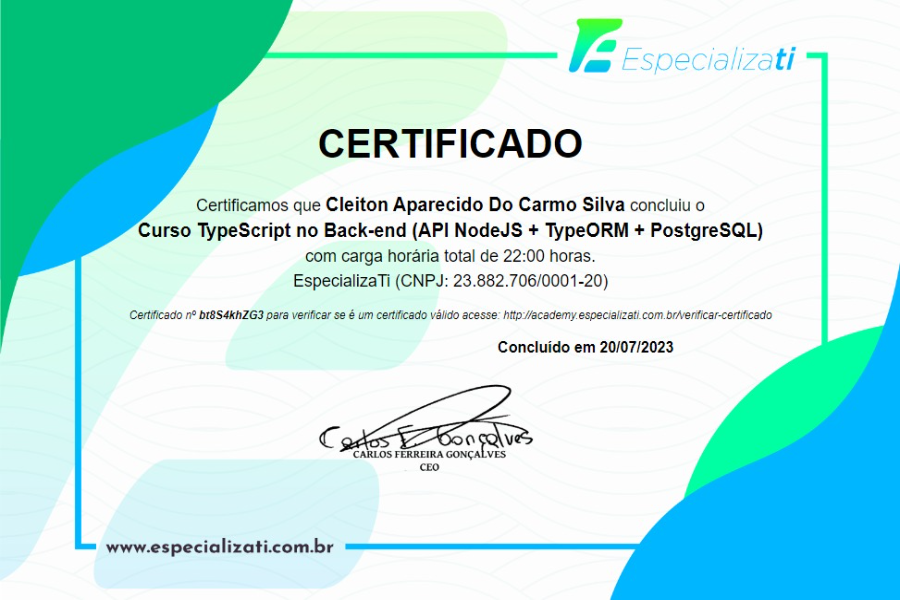 EspecializaTi
CERTIFICADO
Certificamos que Cleiton Aparecido Do Carmo Silva concluiu o
Curso TypeScript no Back-end (API NodeJS + TypeORM + PostgreSQL)
com carga horária total de 22:00 horas.
EspecializaTi (CNPJ: 23.882.706/0001-20)
Certificado nº bt8S4khZG3 para verificar se é um certificado válido acesse: http://academy.especializati.com.br/verificar-certificado
Concluído em 20/07/2023
Carlos F. Gonçalves
CARLOS FERREIRA GONÇALVES
CEO
www.especializati.com.br